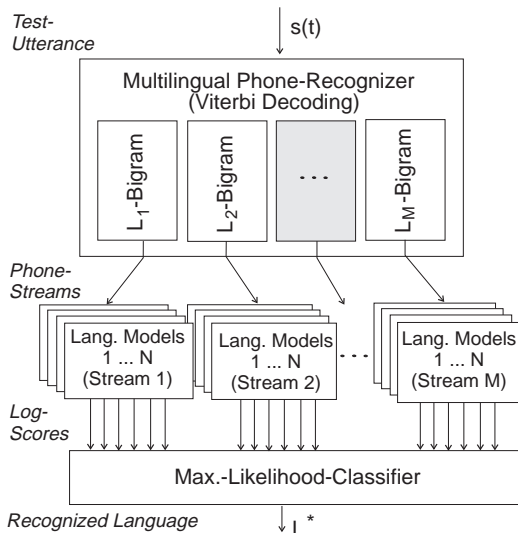 Test-
Utterance
s(t)
Multilingual Phone-Recognizer
(Viterbi Decoding)
L1-Bigram
L2-Bigram
...
LM-Bigram
Phone-
Streams
Lang. Models
1 ... N
(Stream 1)
Lang. Models
1 ... N
(Stream 2)
...
Lang. Models
1 ... N
(Stream M)
Log-
Scores
Max.-Likelihood-Classifier
Recognized Language
L*